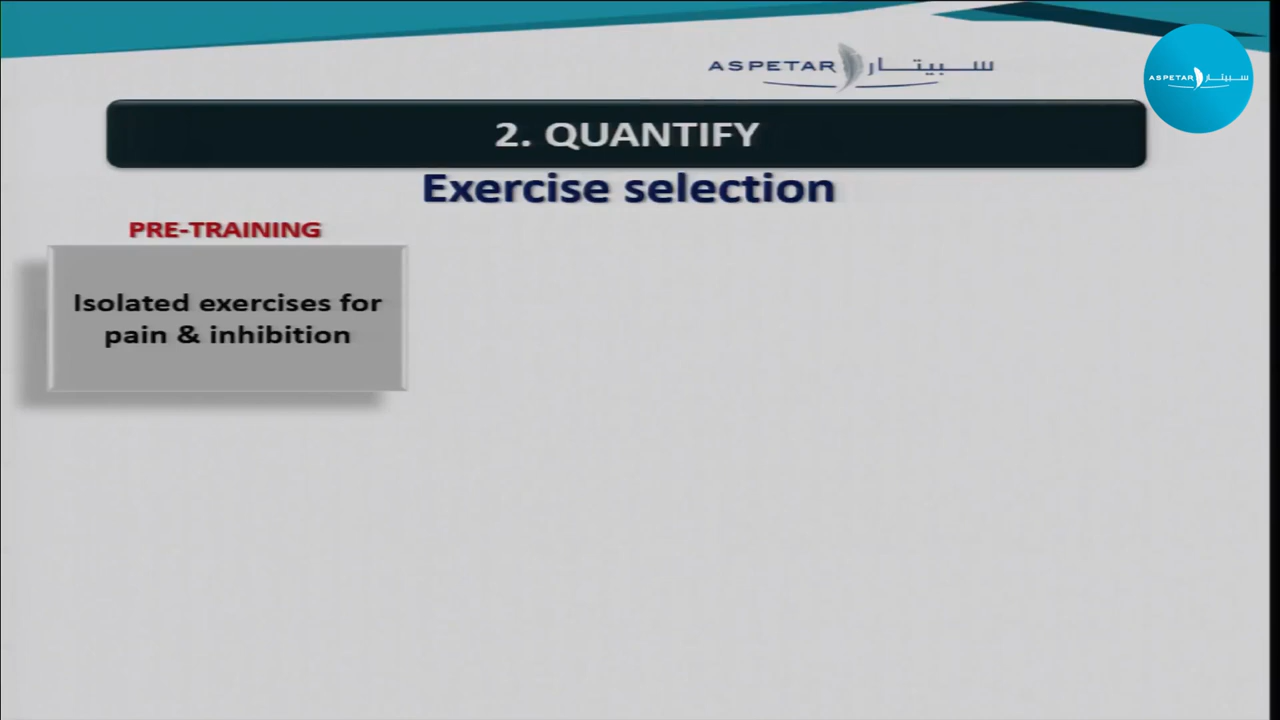 ASPETAR سبيتار
ASPETAR سبيتار
2. QUANTIFY
Exercise selection
PRE-TRAINING
Isolated exercises for
pain & inhibition